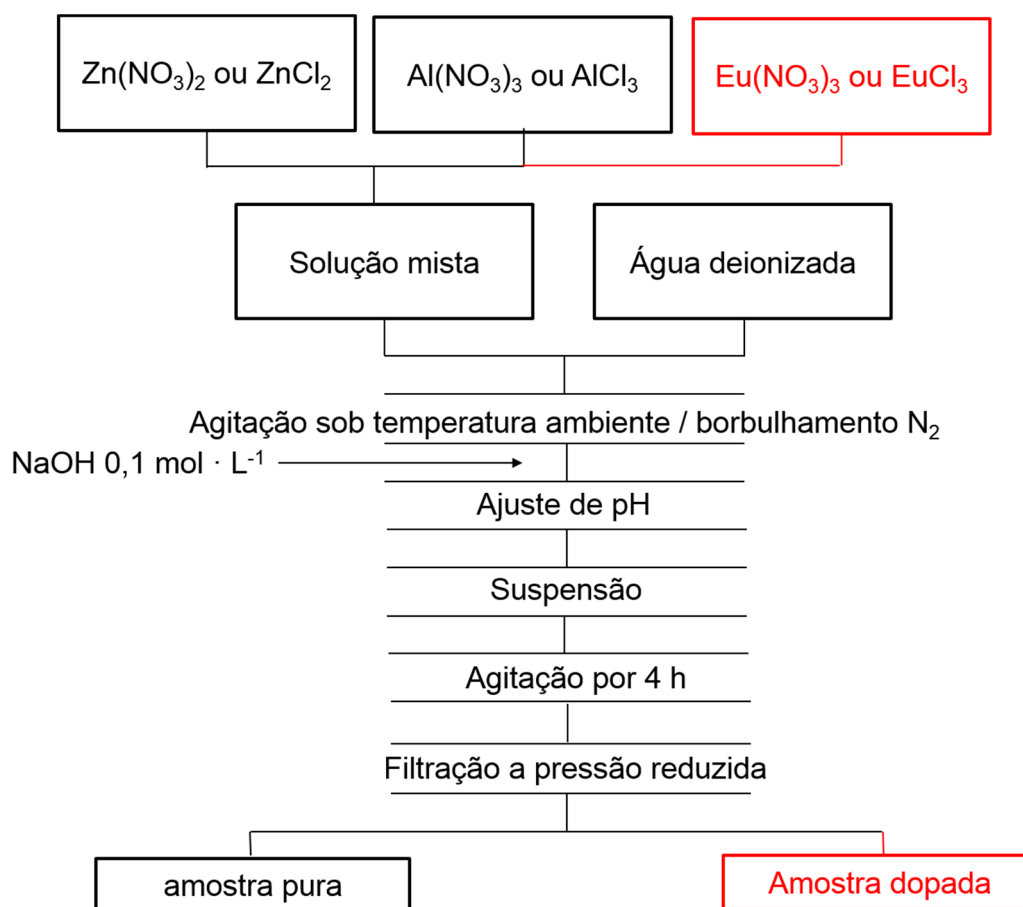 Zn(NO₃)₂ ou ZnCl₂
Al(NO₃)₃ ou AlCl₃
Eu(NO₃)₃ ou EuCl₃
Solução mista
Água deionizada
Agitação sob temperatura ambiente / borbulhamento N₂
NaOH 0,1 mol · L⁻¹
Ajuste de pH
Suspensão
Agitação por 4 h
Filtração a pressão reduzida
amostra pura
Amostra dopada